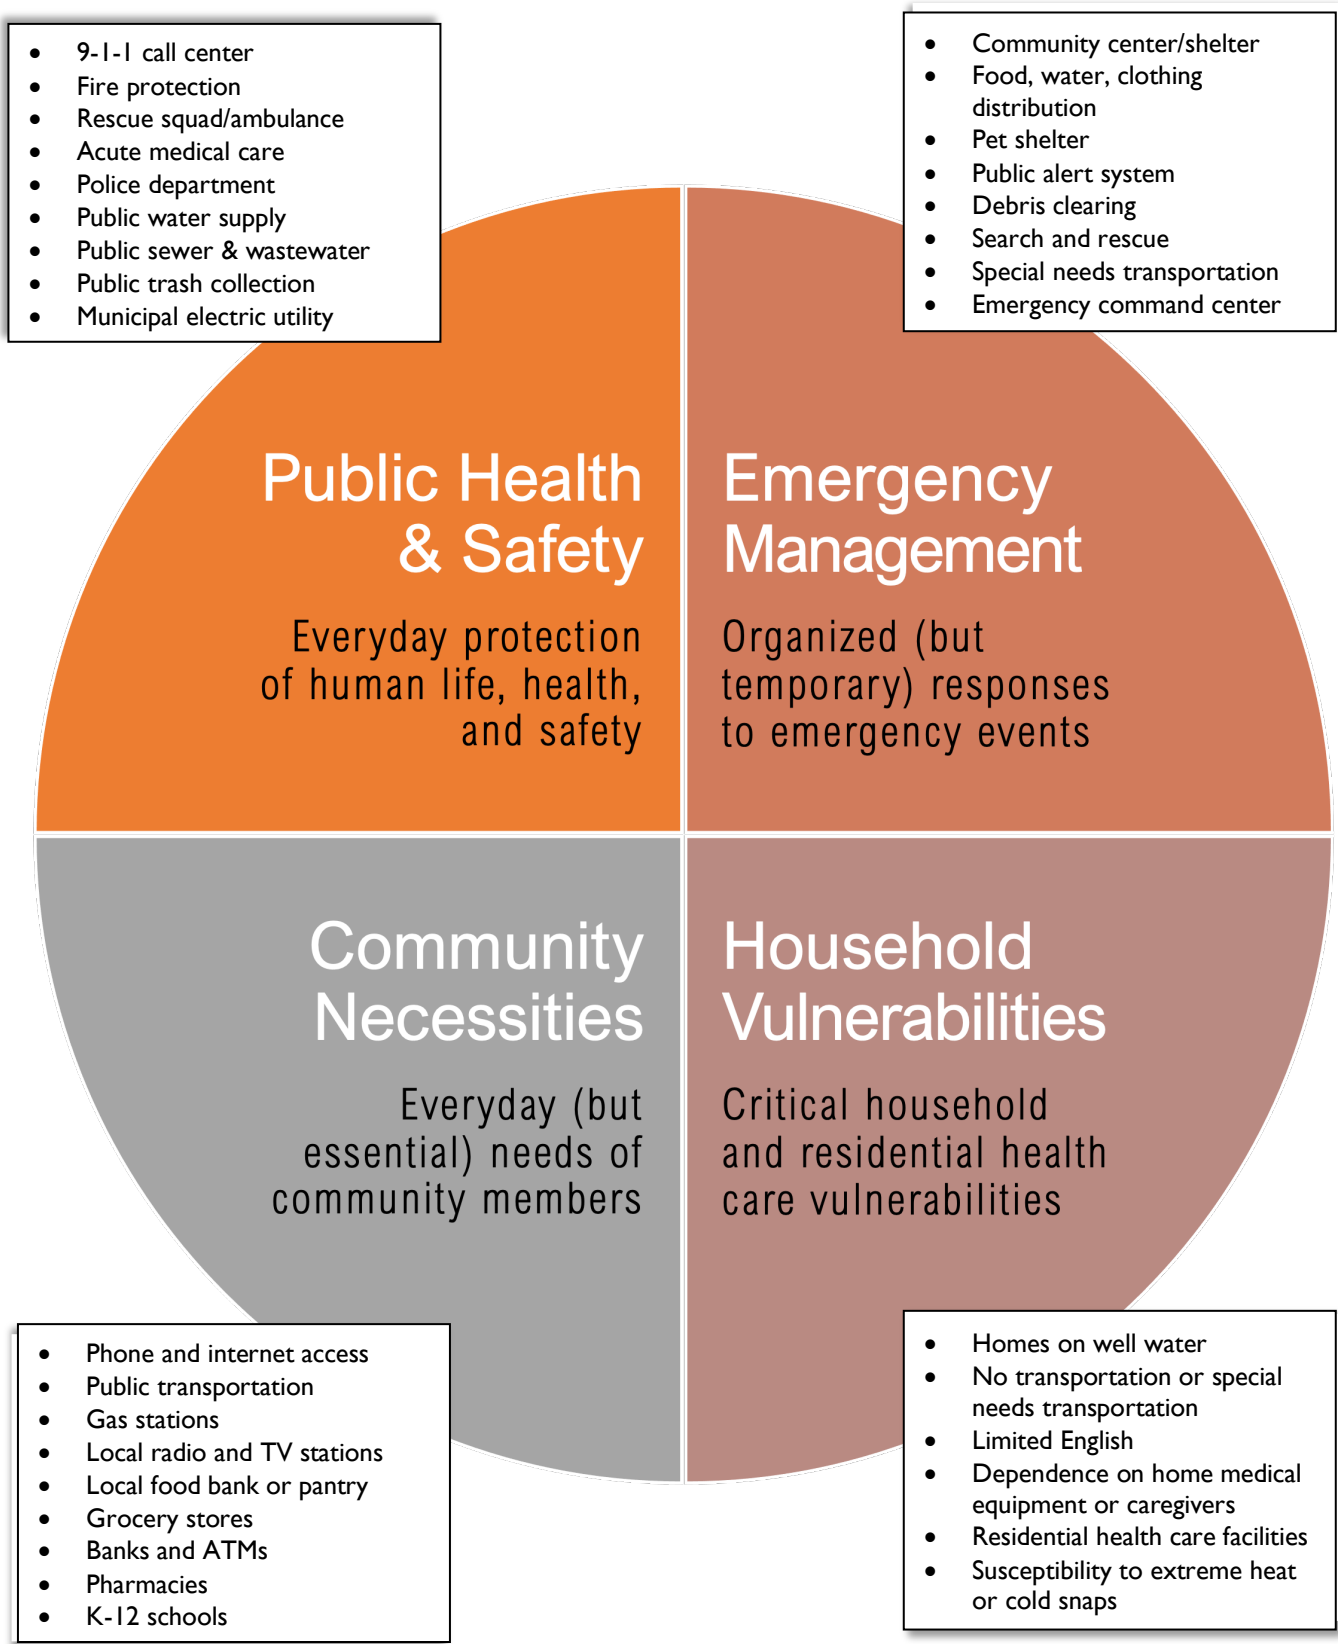 • 9-1-1 call center
• Fire protection
• Rescue squad/ambulance
• Acute medical care
• Police department
• Public water supply
• Public sewer & wastewater
• Public trash collection
• Municipal electric utility
• Community center/shelter
• Food, water, clothing
distribution
• Pet shelter
• Public alert system
• Debris clearing
• Search and rescue
• Special needs transportation
• Emergency command center
Public Health
& Safety
Everyday protection
of human life, health,
and safety
Emergency
Management
Organized (but
temporary) responses
to emergency events
Community
Necessities
Everyday (but
essential) needs of
community members
Household
Vulnerabilities
Critical household
and residential health
care vulnerabilities
• Phone and internet access
• Public transportation
• Gas stations
• Local radio and TV stations
• Local food bank or pantry
• Grocery stores
• Banks and ATMs
• Pharmacies
• K-12 schools
• Homes on well water
• No transportation or special
needs transportation
• Limited English
• Dependence on home medical
equipment or caregivers
• Residential health care facilities
• Susceptibility to extreme heat
or cold snaps